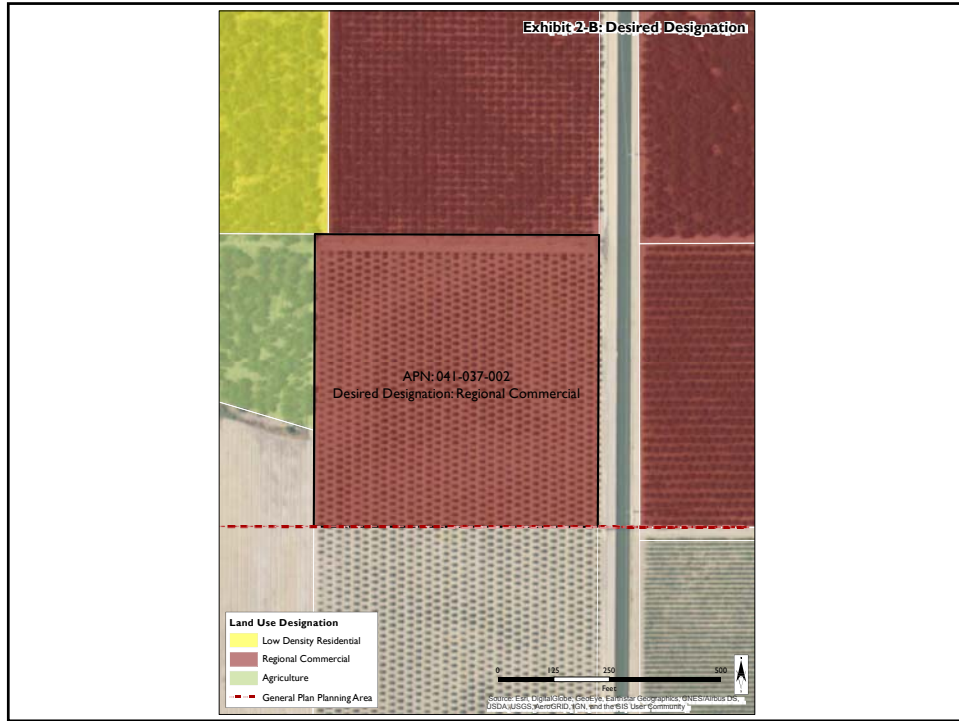 Exhibit 2-B: Desired Designation
APN: 041-037-002
Desired Designation: Regional Commercial
Land Use Designation
Low Density Residential
Regional Commercial
Agriculture
General Plan Planning Area
0 125 250 500
Feet
Source: Esri, DigitalGlobe, GeoEye, Earthstar Geographics, CNES/Airbus DS,
USDA, USGS, AeroGRID, IGN, and the GIS User Community